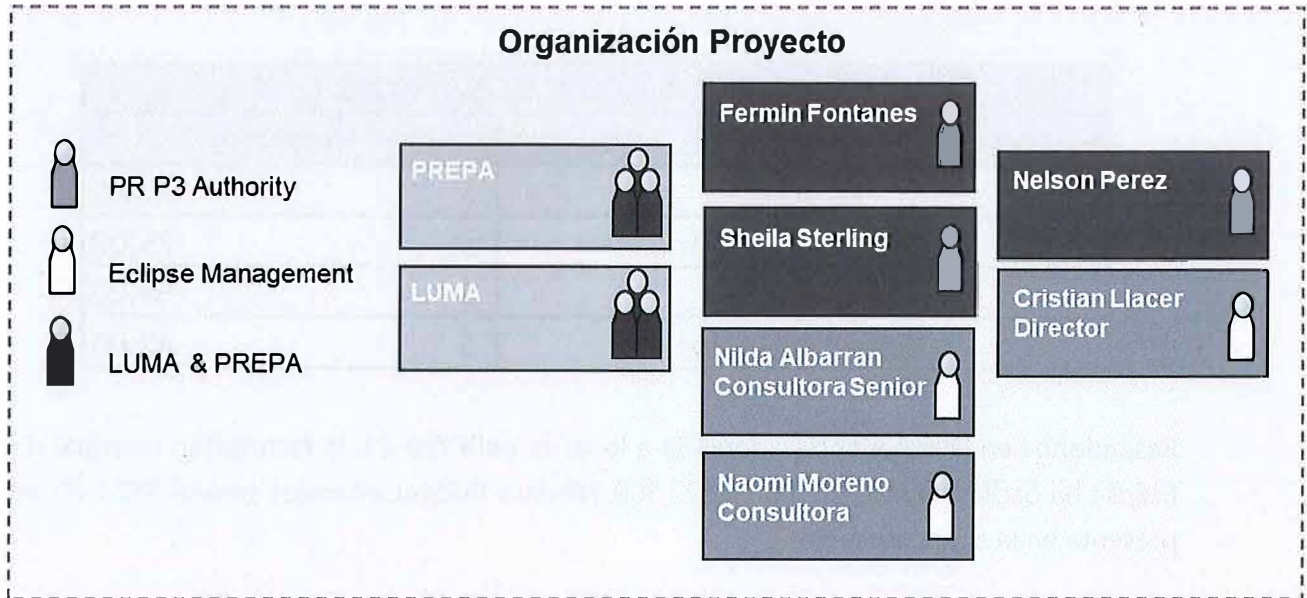 Organización Proyecto
PR P3 Authority
Eclipse Management
LUMA & PREPA
PREPA
LUMA
Fermin Fontanes
Sheila Sterling
Nilda Albarran
Consultora Senior
Naomi Moreno
Consultora
Nelson Perez
Cristian Llacer
Director